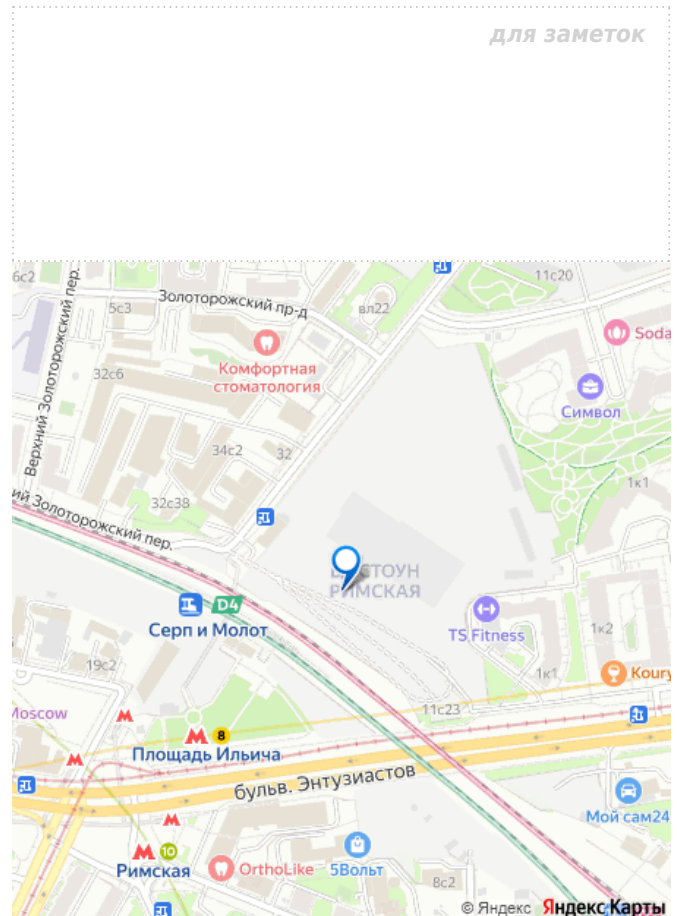 для заметок
6с2
11с20
Золоторожский пр-д
5с3
вл22
Верхний Золоторожский пер.
Soda
Комфортная
стоматология
32с6
Символ
34с2
32
1к1
32с38
ий Золоторожский пер.
РИМСКАЯ
D4
Серп и Молот
TS Fitness
1к2
19с2
1к1
Koury
Moscow
11с23
8
Площадь Ильича
бульв. Энтузиастов
Мой сам24
10
Римская
OrthoLike
5Вольт
8с2
© Яндекс Яндекс Карты